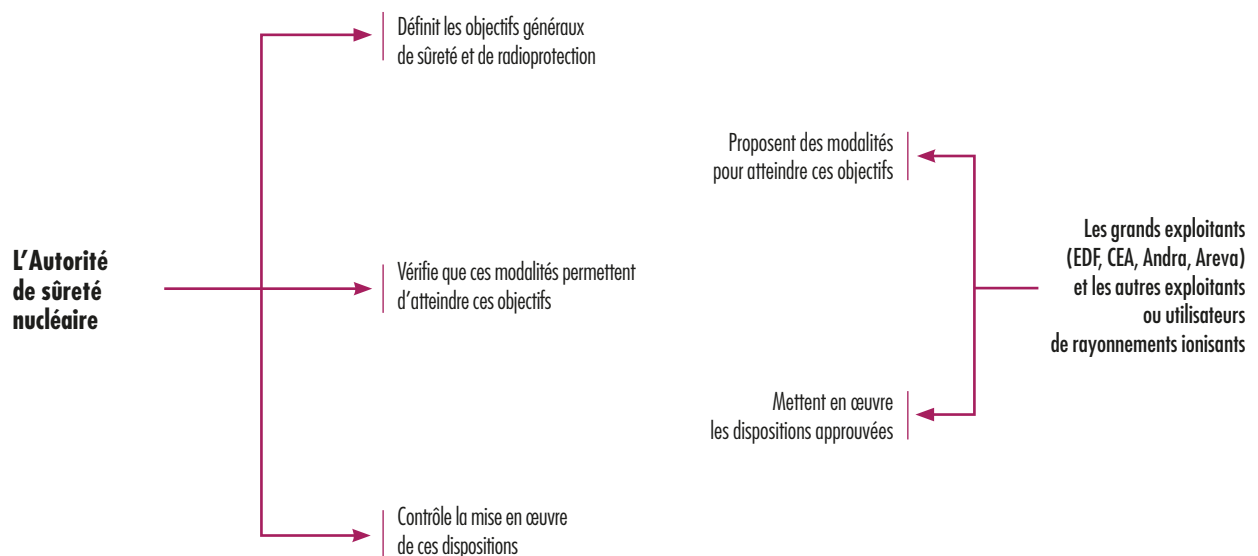 Définit les objectifs généraux
de sûreté et de radioprotection
Proposent des modalités
pour atteindre ces objectifs
L'Autorité
de sûreté
nucléaire
Vérifie que ces modalités permettent
d'atteindre ces objectifs
Les grands exploitants
(EDF, CEA, Andra, Areva)
et les autres exploitants
ou utilisateurs
de rayonnements ionisants
Mettent en œuvre
les dispositions approuvées
Contrôle la mise en œuvre
de ces dispositions